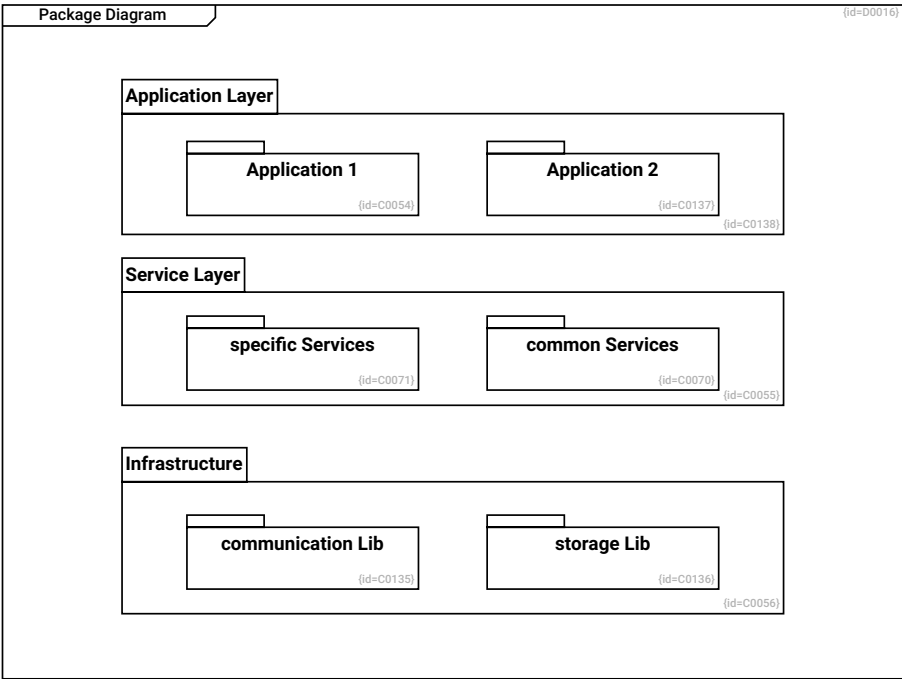 Package Diagram
{id=D0016}
Application Layer
Application 1
Application 2
{id=C0054}
{id=C0137}
{id=C0138}
Service Layer
specific Services
common Services
{id=C0071}
{id=C0070}
{id=C0055}
Infrastructure
communication Lib
storage Lib
{id=C0135}
{id=C0136}
{id=C0056}